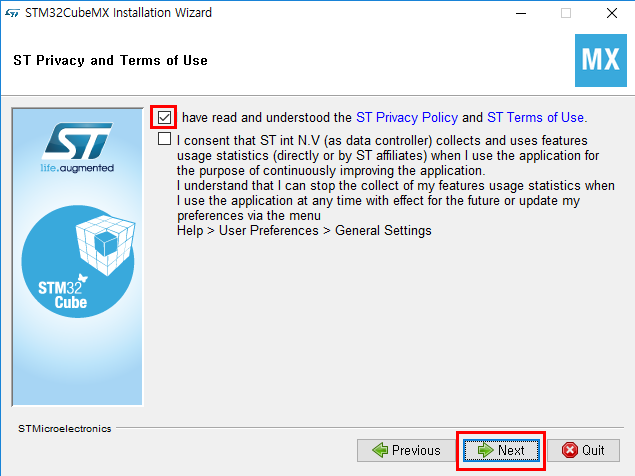 STM32CubeMX Installation Wizard
ST Privacy and Terms of Use
MX
ST
life.augmented
STM32
Cube
have read and understood the ST Privacy Policy and ST Terms of Use.
I consent that ST int N.V (as data controller) collects and uses features
usage statistics (directly or by ST affiliates) when I use the application for
the purpose of continuously improving the application.
I understand that I can stop the collect of my features usage statistics when
I use the application at any time with effect for the future or update my
preferences via the menu
Help > User Preferences > General Settings
STMicroelectronics
Previous
Next
Quit